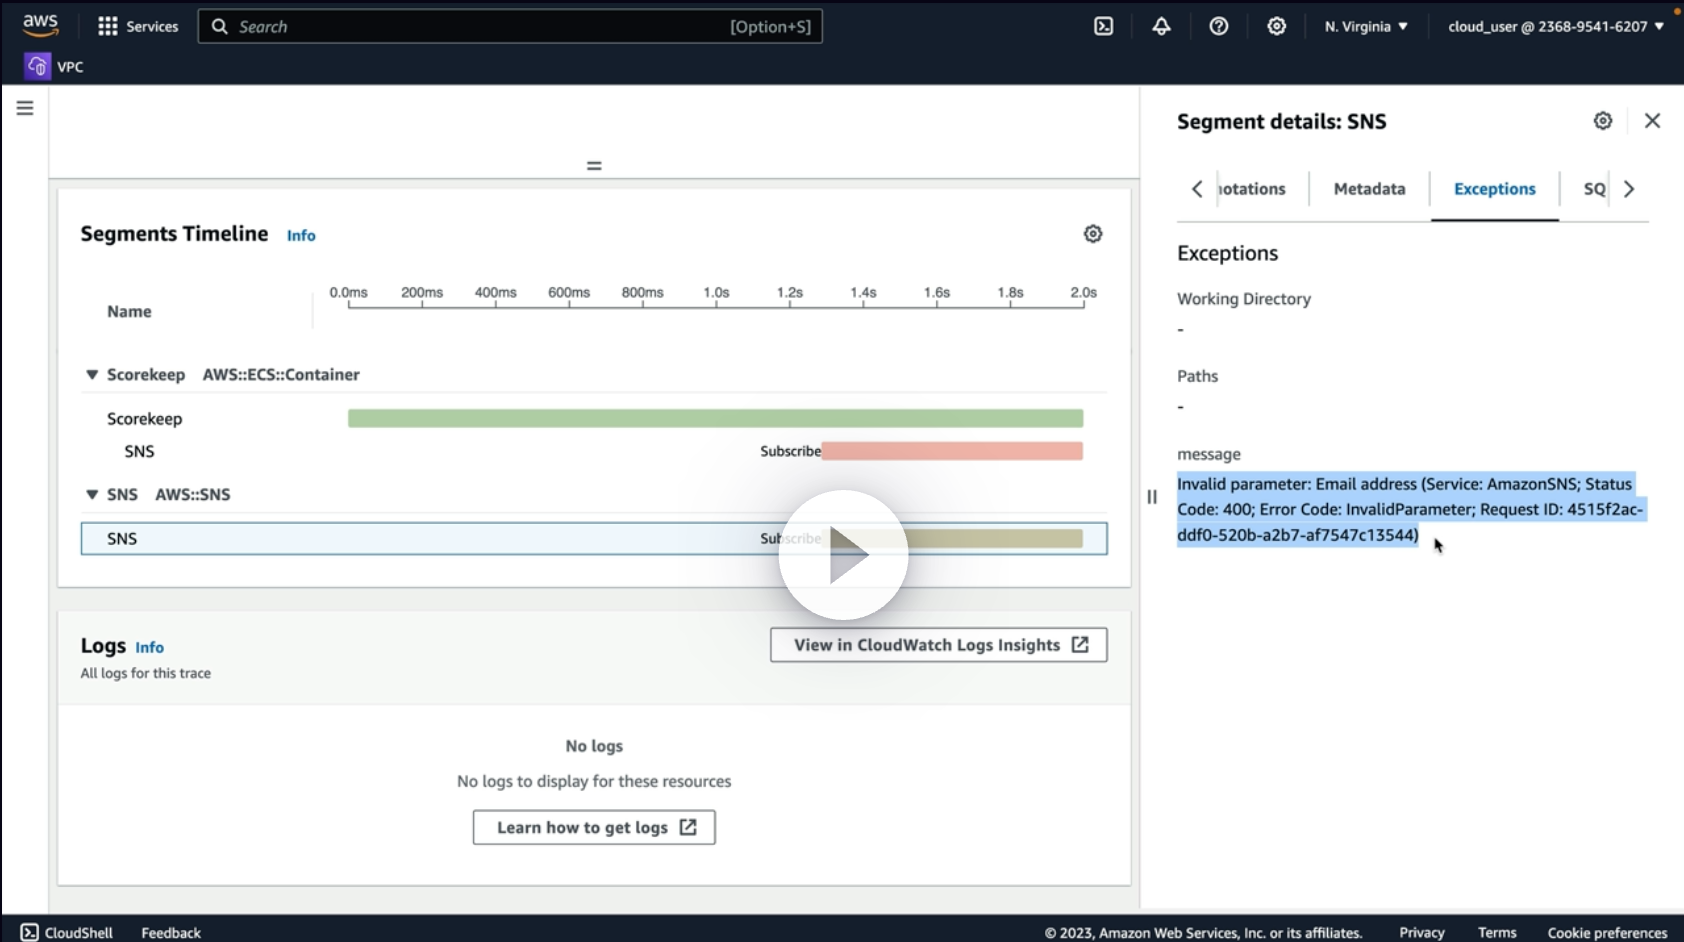 aws
Services
Search
[Option+S]
N. Virginia
cloud_user @ 2368-9541-6207
VPC
Segments Timeline
Info
Name
0.0ms
200ms
400ms
600ms
800ms
1.0s
1.2s
1.4s
1.6s
1.8s
2.0s
Scorekeep AWS::ECS::Container
Scorekeep
SNS
Subscribe
SNS AWS::SNS
SNS
Subscribe
Logs
Info
All logs for this trace
View in CloudWatch Logs Insights
No logs
No logs to display for these resources
Learn how to get logs
Segment details: SNS
notations
Metadata
Exceptions
SQ
Exceptions
Working Directory
-
Paths
-
message
Invalid parameter: Email address (Service: AmazonSNS; Status
Code: 400; Error Code: InvalidParameter; Request ID: 4515f2ac-
ddf0-520b-a2b7-af7547c13544)
CloudShell
Feedback
© 2023, Amazon Web Services, Inc. or its affiliates.
Privacy
Terms
Cookie preferences